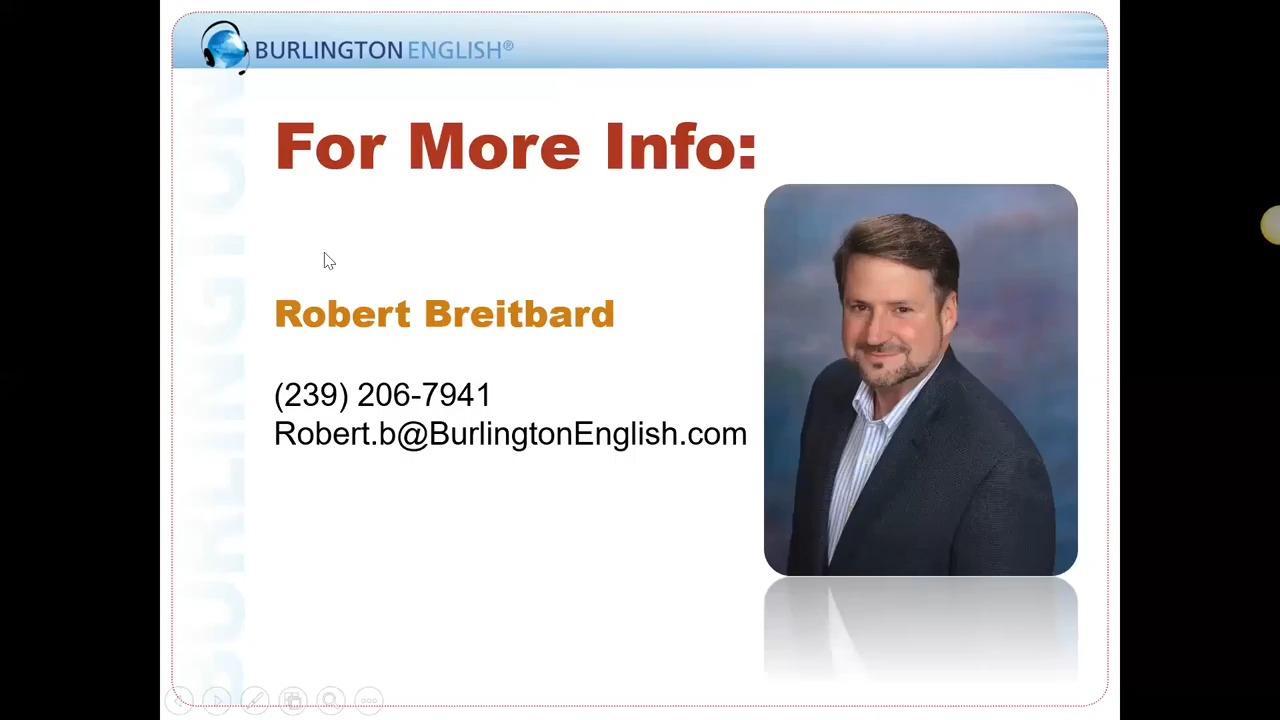 BURLINGTON ENGLISH®
For More Info:
Robert Breitbard
(239) 206-7941
Robert.b@BurlingtonEnglish.com